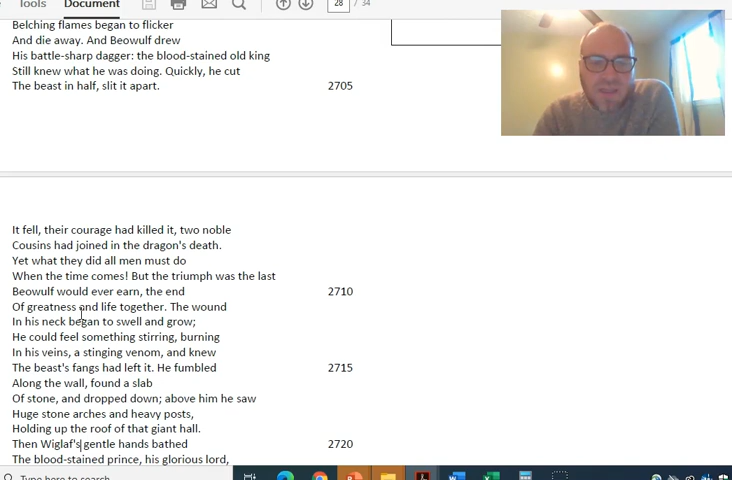 Tools
Document
28 / 34
Belching flames began to flicker
And die away. And Beowulf drew
His battle-sharp dagger: the blood-stained old king
Still knew what he was doing. Quickly, he cut
The beast in half, slit it apart. 2705
It fell, their courage had killed it, two noble
Cousins had joined in the dragon's death.
Yet what they did all men must do
When the time comes! But the triumph was the last
Beowulf would ever earn, the end 2710
Of greatness and life together. The wound
In his neck began to swell and grow;
He could feel something stirring, burning
In his veins, a stinging venom, and knew
The beast's fangs had left it. He fumbled 2715
Along the wall, found a slab
Of stone, and dropped down; above him he saw
Huge stone arches and heavy posts,
Holding up the roof of that giant hall.
Then Wiglaf's gentle hands bathed 2720
The blood-stained prince, his glorious lord,
Type here to search